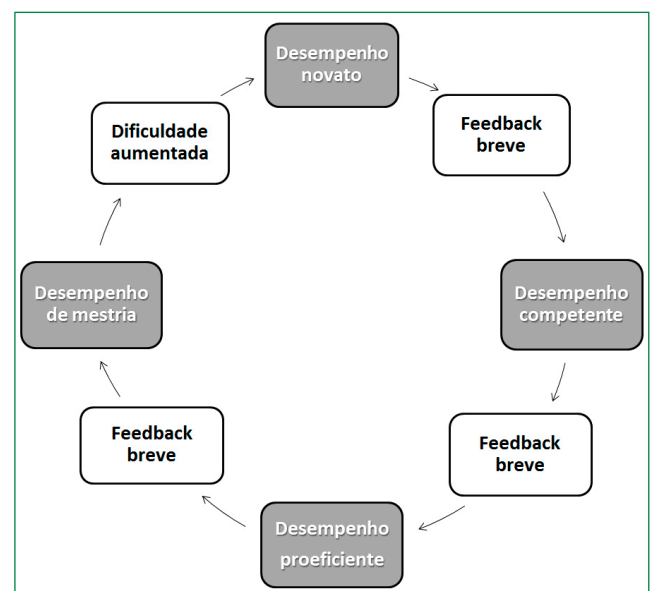 Desempenho
novato
Feedback
breve
Desempenho
competente
Feedback
breve
Desempenho
proeficiente
Feedback
breve
Desempenho
de mestria
Dificuldade
aumentada